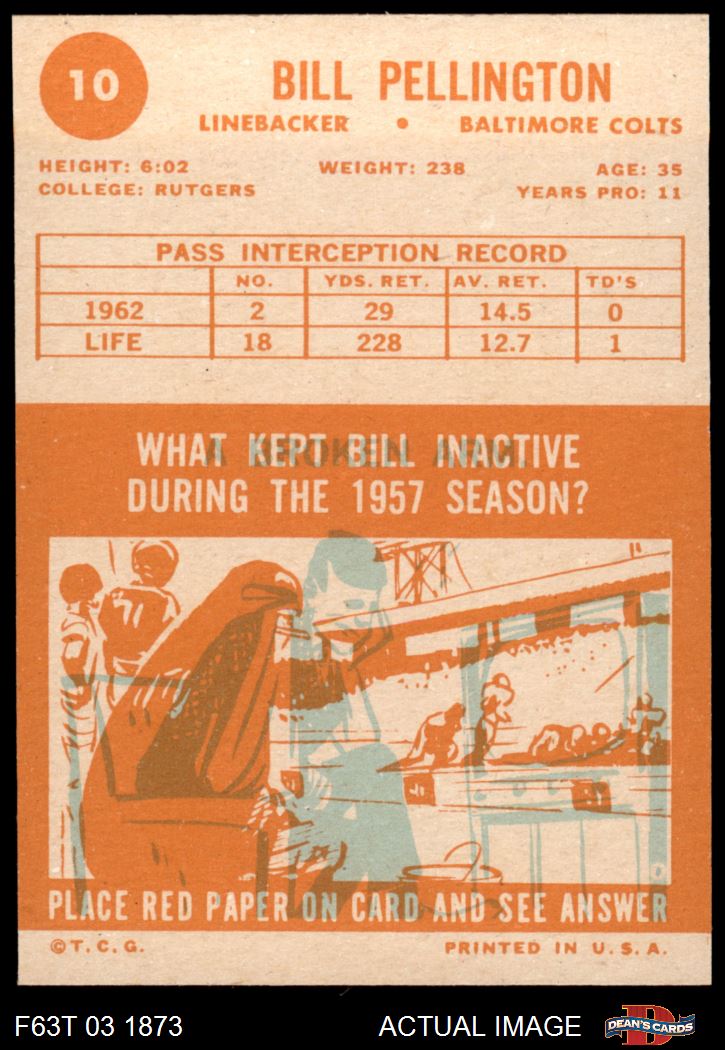 10
BILL PELLINGTON
LINEBACKER • BALTIMORE COLTS
HEIGHT: 6:02 WEIGHT: 238 AGE: 35
COLLEGE: RUTGERS YEARS PRO: 11
PASS INTERCEPTION RECORD
NO. YDS. RET. AV. RET. TD'S
1962 2 29 14.5 0
LIFE 18 228 12.7 1
WHAT KEPT BILL INACTIVE
A BROKEN ARM.
DURING THE 1957 SEASON?
71
PLACE RED PAPER ON CARD AND SEE ANSWER
©T.C.G. PRINTED IN U.S.A.
F63T 03 1873 ACTUAL IMAGE
D
DEAN'S CARDS